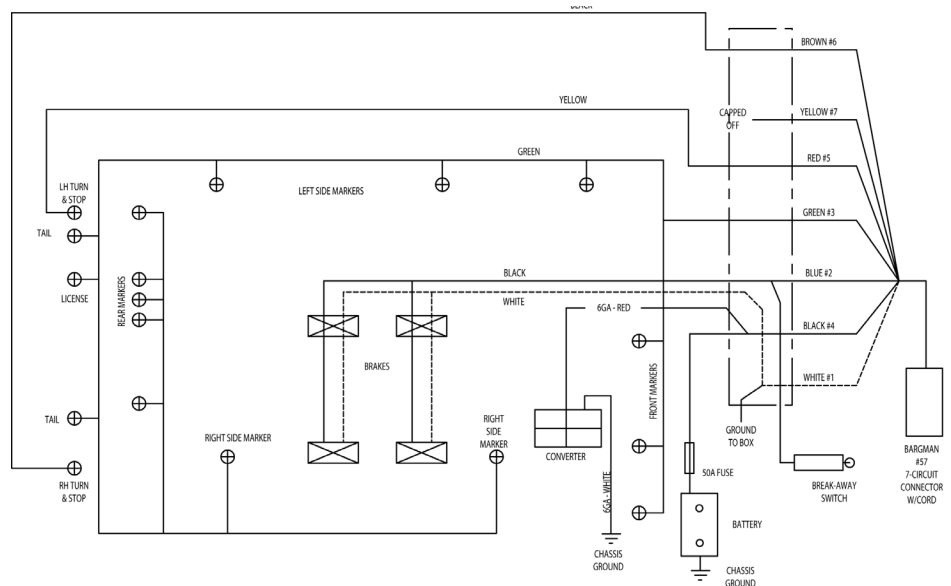 BROWN #6
YELLOW
CAPPED
OFF
YELLOW #7
GREEN
RED #5
LEFT SIDE MARKERS
LH TURN
& STOP
TAIL
GREEN #3
LICENSE
REAR MARKERS
BLACK
BLUE #2
WHITE
6GA - RED
BLACK #4
BRAKES
FRONT MARKERS
WHITE #1
TAIL
RIGHT SIDE MARKER
RIGHT
SIDE
MARKER
CONVERTER
GROUND
TO BOX
BARGMAN
#57
7-CIRCUIT
CONNECTOR
W/CORD
RH TURN
& STOP
6GA - WHITE
50A FUSE
BREAK-AWAY
SWITCH
BATTERY
CHASSIS
GROUND
CHASSIS
GROUND